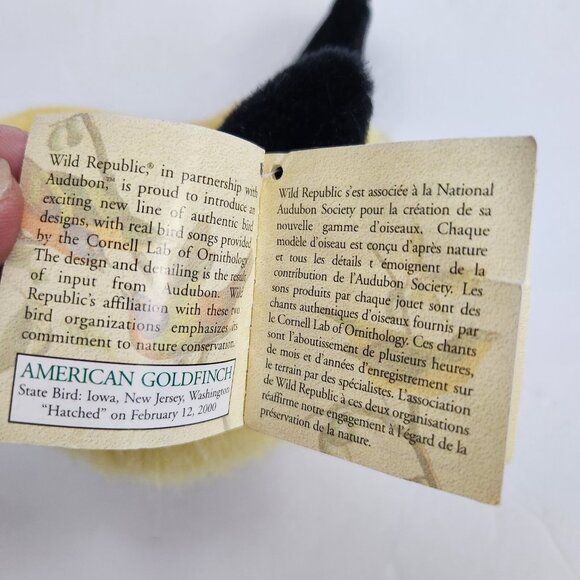 Wild Republic,® in partnership with
Audubon,™ is proud to introduce an
exciting new line of authentic bird
designs, with real bird songs provided
by the Cornell Lab of Ornithology.
The design and detailing is the result
of input from Audubon. Wild
Republic's affiliation with these two
bird organizations emphasizes its
commitment to nature conservation.
AMERICAN GOLDFINCH
State Bird: Iowa, New Jersey, Washington
"Hatched" on February 12, 2000
Wild Republic s'est associée à la National
Audubon Society pour la création de sa
nouvelle gamme d'oiseaux. Chaque
modèle d'oiseau est conçu d'après nature
et tous les détails t émoignent de la
contribution de l'Audubon Society. Les
sons produits par chaque jouet sont des
chants authentiques d'oiseaux fournis par
le Cornell Lab of Ornithology. Ces chants
sont l'aboutissement de plusieurs heures,
de mois et d'années d'enregistrement sur
le terrain par des spécialistes. L'association
de Wild Republic à ces deux organisations
réaffirme notre engagement à l'égard de la
préservation de la nature.